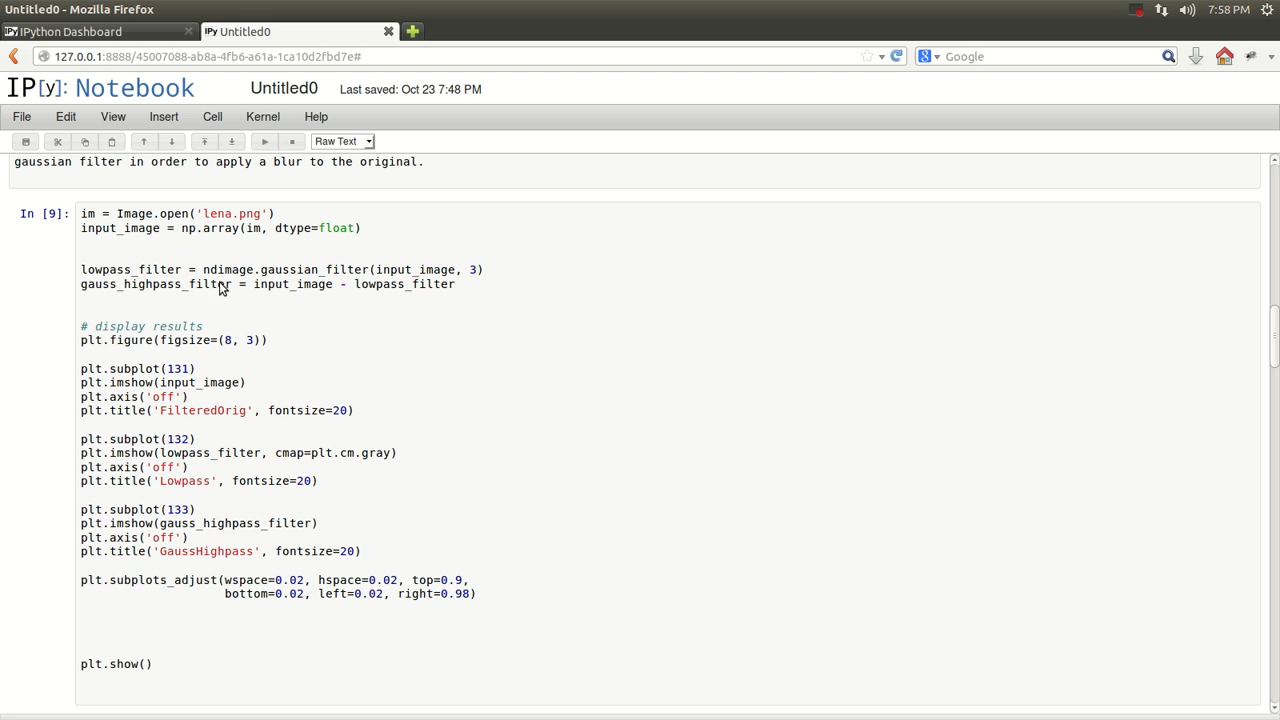 Untitled0 - Mozilla Firefox
7:58 PM
IPy IPython Dashboard
IPy Untitled0
127.0.0.1:8888/45007088-ab8a-4fb6-a61a-1ca10d2fbd7e#
Google
IP[y]: Notebook
Untitled0
Last saved: Oct 23 7:48 PM
File Edit View Insert Cell Kernel Help
Raw Text
gaussian filter in order to apply a blur to the original.
In [9]:
im = Image.open('lena.png')
input_image = np.array(im, dtype=float)
lowpass_filter = ndimage.gaussian_filter(input_image, 3)
gauss_highpass_filter = input_image - lowpass_filter
# display results
plt.figure(figsize=(8, 3))
plt.subplot(131)
plt.imshow(input_image)
plt.axis('off')
plt.title('FilteredOrig', fontsize=20)
plt.subplot(132)
plt.imshow(lowpass_filter, cmap=plt.cm.gray)
plt.axis('off')
plt.title('Lowpass', fontsize=20)
plt.subplot(133)
plt.imshow(gauss_highpass_filter)
plt.axis('off')
plt.title('GaussHighpass', fontsize=20)
plt.subplots_adjust(wspace=0.02, hspace=0.02, top=0.9,
bottom=0.02, left=0.02, right=0.98)
plt.show()